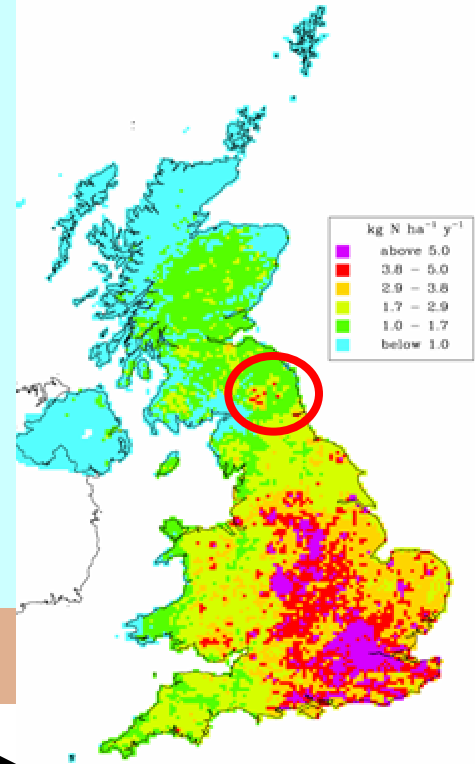 kg N ha⁻¹ y⁻¹
above 5.0
3.8 – 5.0
2.9 – 3.8
1.7 – 2.9
1.0 – 1.7
below 1.0